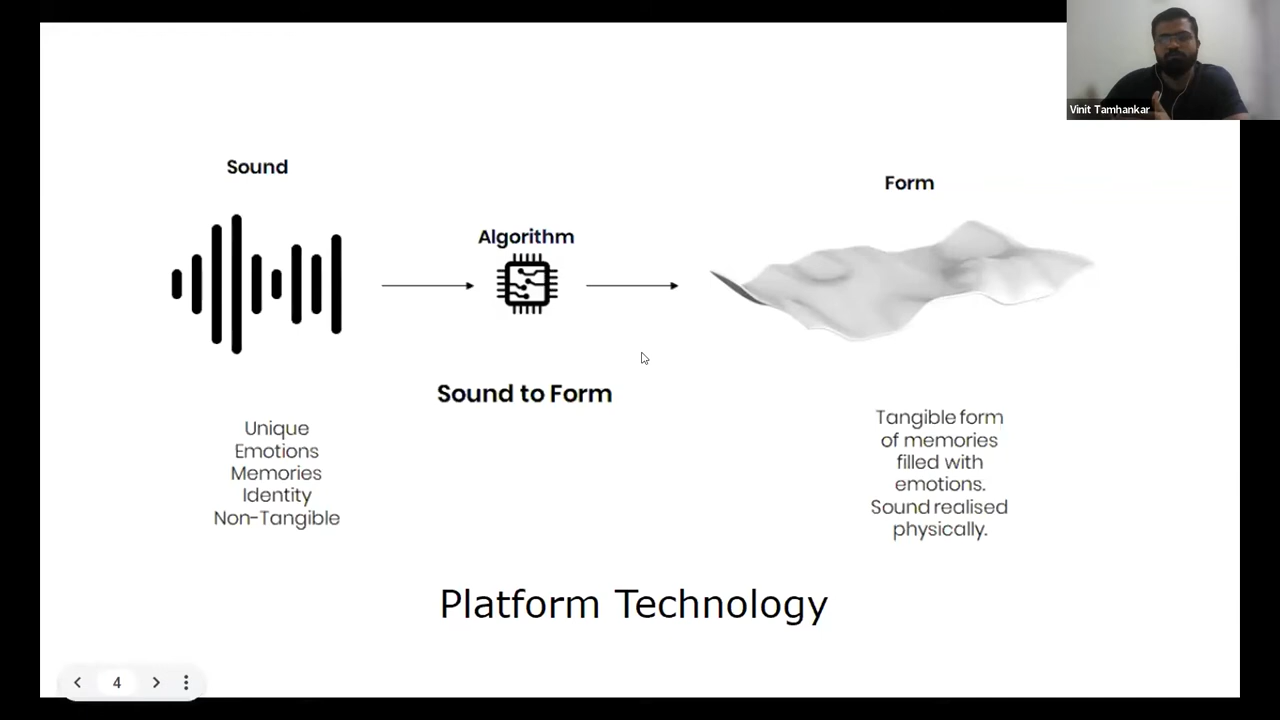 Vinit Tamhankar
Sound
Form
Algorithm
Sound to Form
Unique
Emotions
Memories
Identity
Non-Tangible
Tangible form
of memories
filled with
emotions.
Sound realised
physically.
Platform Technology
4